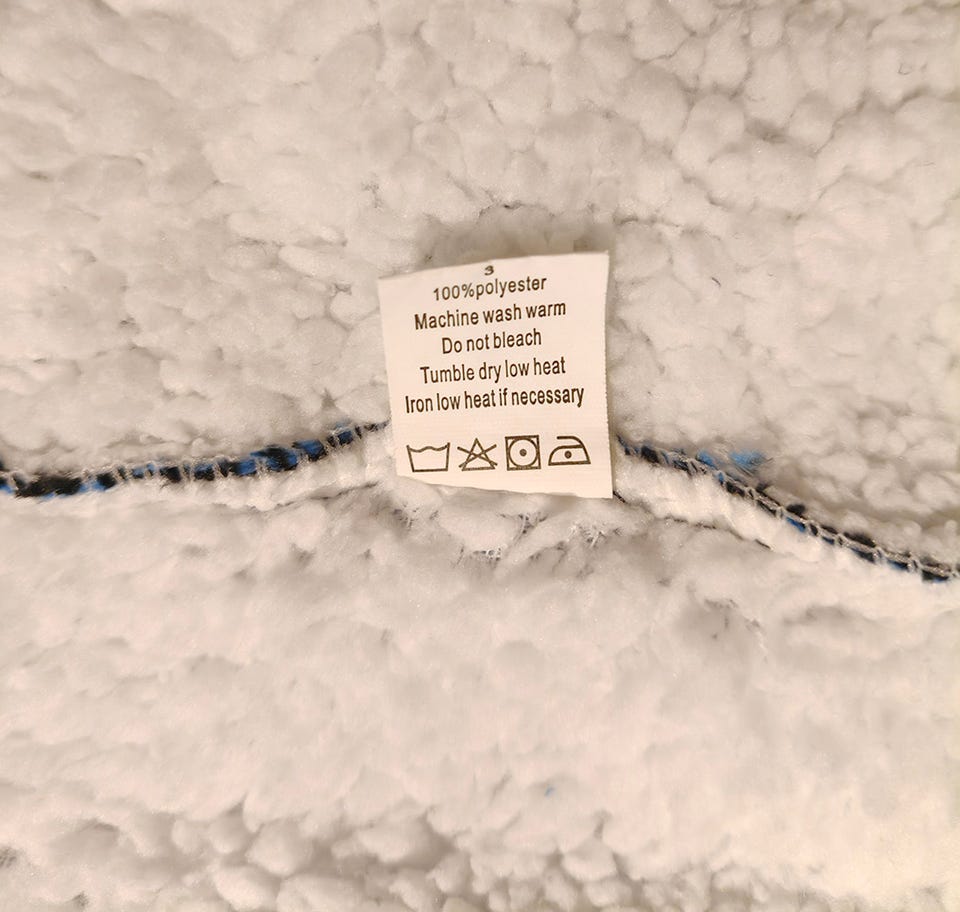 3
100%polyester
Machine wash warm
Do not bleach
Tumble dry low heat
Iron low heat if necessary